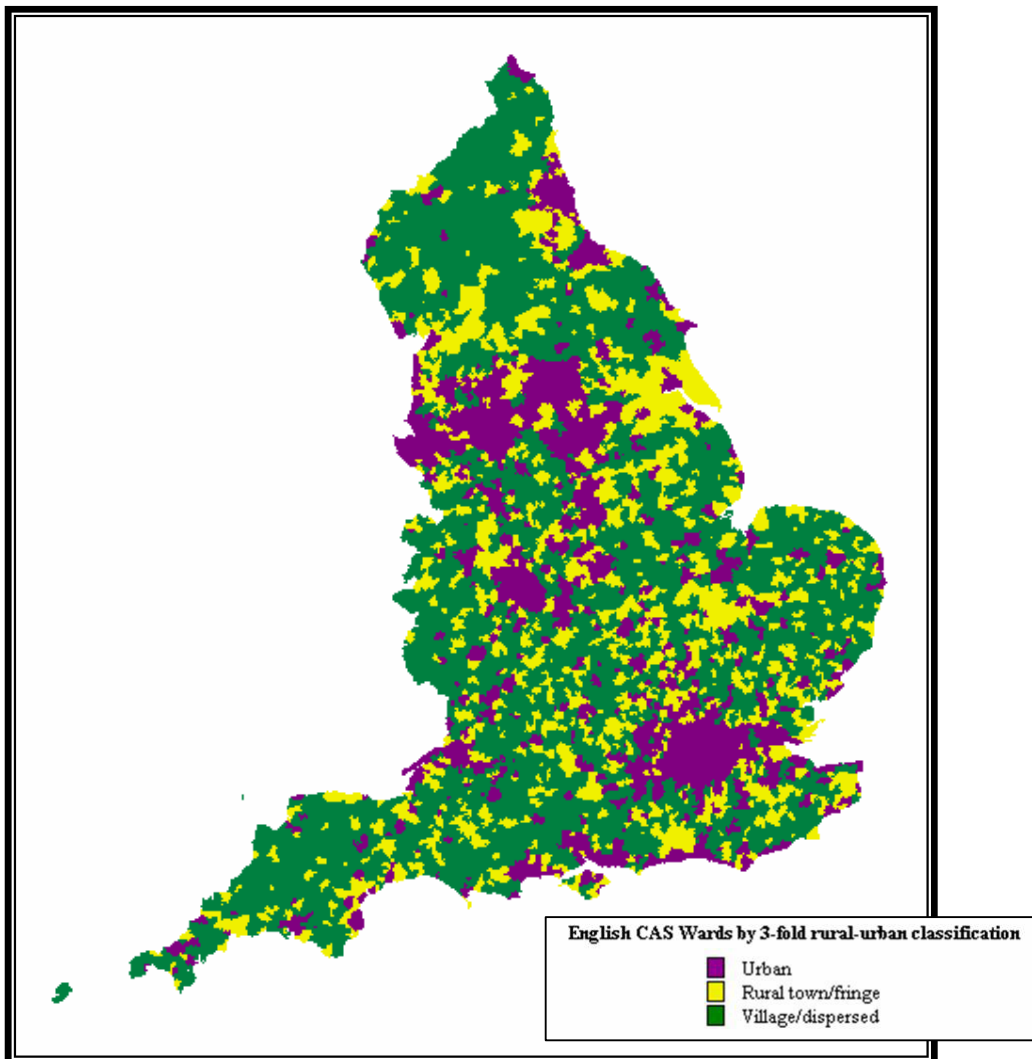 English CAS Wards by 3-fold rural-urban classification
Urban
Rural town/fringe
Village/dispersed